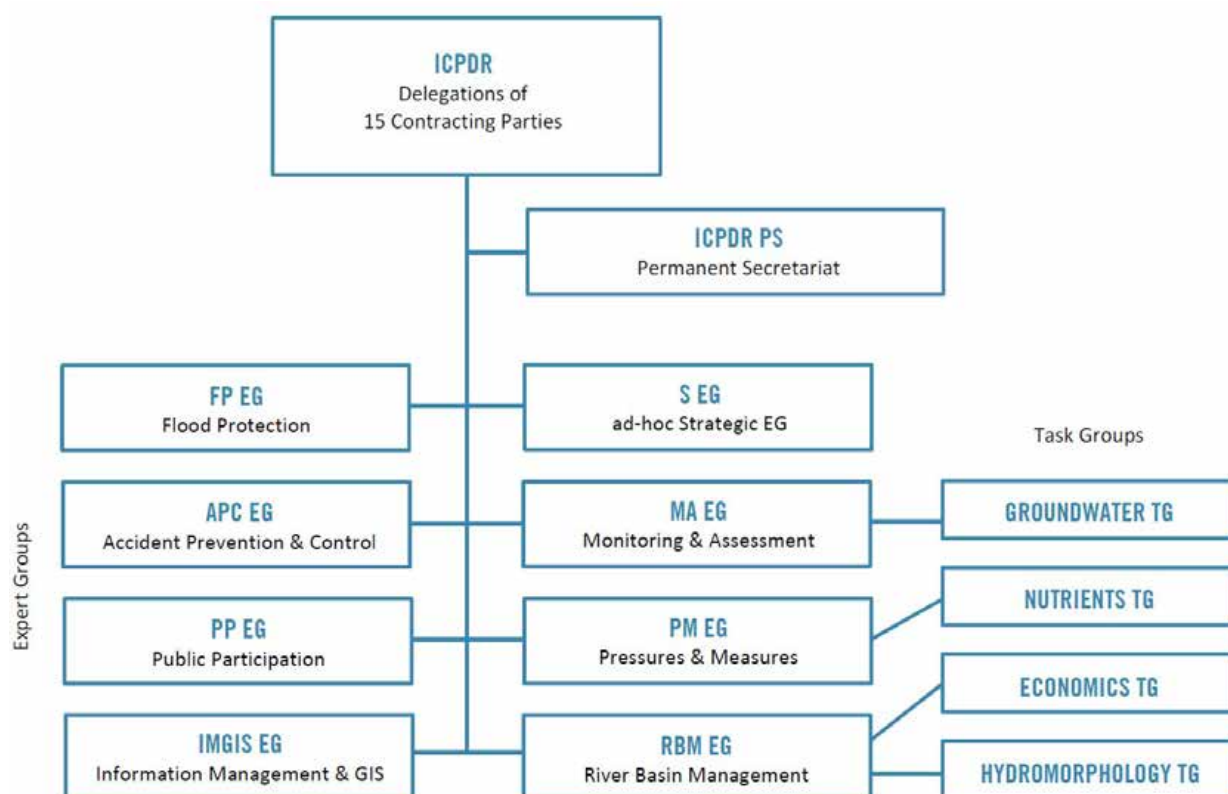 ICPDR
Delegations of
15 Contracting Parties
ICPDR PS
Permanent Secretariat
FP EG
Flood Protection
S EG
ad-hoc Strategic EG
Task Groups
APC EG
Accident Prevention & Control
MA EG
Monitoring & Assessment
GROUNDWATER TG
Expert Groups
PP EG
Public Participation
PM EG
Pressures & Measures
NUTRIENTS TG
ECONOMICS TG
IMGIS EG
Information Management & GIS
RBM EG
River Basin Management
HYDROMORPHOLOGY TG